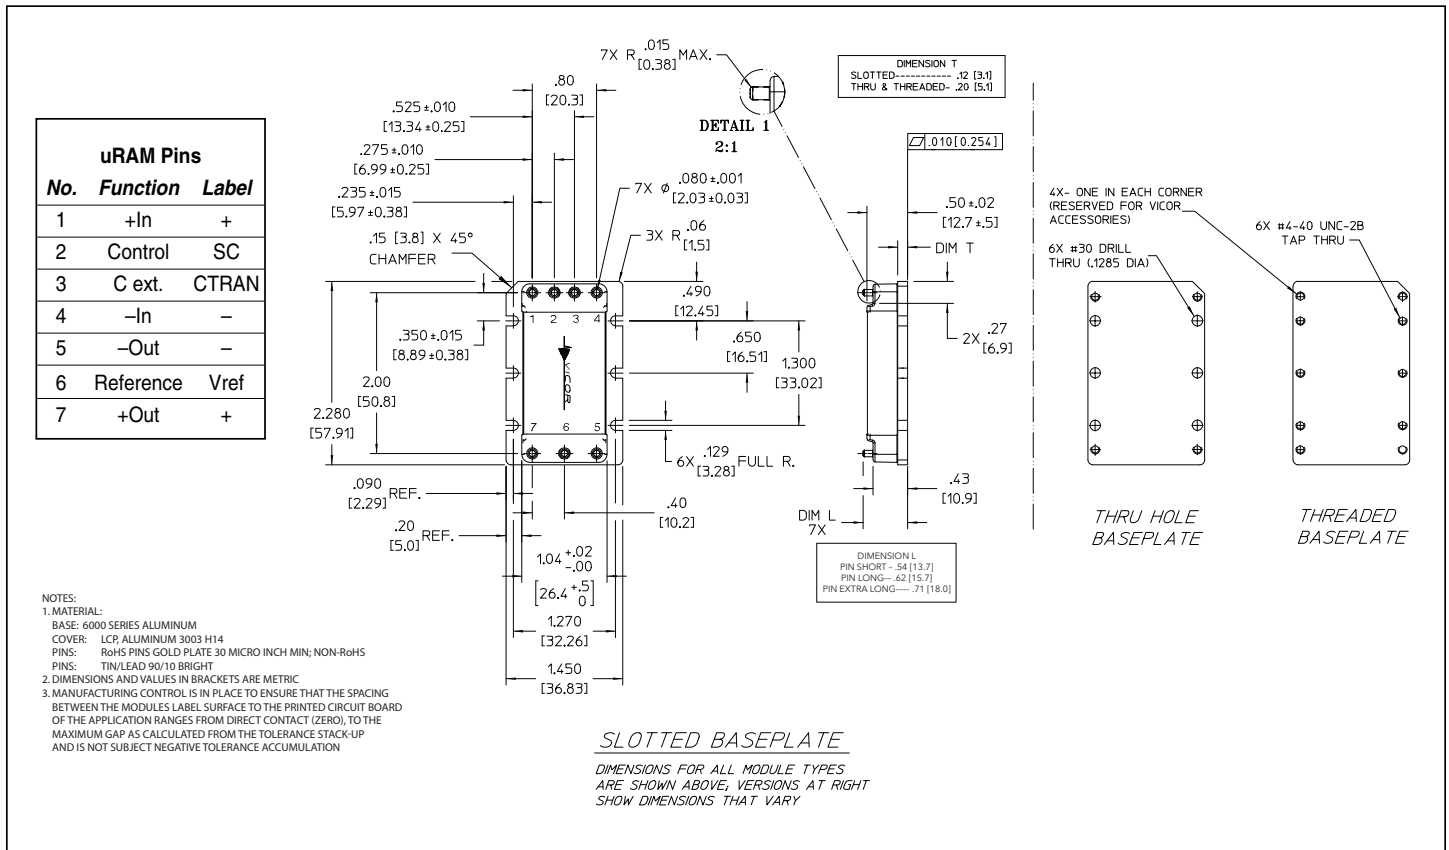 uRAM Pins
No. Function Label
1 +In +
2 Control SC
3 C ext. CTRAN
4 –In –
5 –Out –
6 Reference Vref
7 +Out +
7X R .015 MAX.
[0.38]
.80
[20.3]
.525 ±.010
[13.34 ±0.25]
.275 ±.010
[6.99 ±0.25]
.235 ±.015
[5.97 ±0.38]
.15 [3.8] X 45°
CHAMFER
DETAIL 1
2:1
7X ø .080 ±.001
[2.03 ±0.03]
3X R .06
[1.5]
.490
[12.45]
.350 ±.015
[8.89 ±0.38]
.650
[16.51]
1.300
[33.02]
2.00
[50.8]
2.280
[57.91]
1 2 3 4
VICOR
7 6 5
6X .129 FULL R.
[3.28]
.090 REF.
[2.29]
.20 REF.
[5.0]
.40
[10.2]
1.04 +.02 -.00
[26.4 +.5 0]
1.270
[32.26]
1.450
[36.83]
DIMENSION T
SLOTTED----------- .12 [3.1]
THRU & THREADED- .20 [5.1]
.010[0.254]
.50 ±.02
[12.7 ±.5]
DIM T
2X .27
[6.9]
.43
[10.9]
DIM L
7X
DIMENSION L
PIN SHORT - .54 [13.7]
PIN LONG-- .62 [15.7]
PIN EXTRA LONG---- .71 [18.0]
4X- ONE IN EACH CORNER
(RESERVED FOR VICOR
ACCESSORIES)
6X #30 DRILL
THRU (.1285 DIA)
6X #4-40 UNC-2B
TAP THRU
THRU HOLE
BASEPLATE
THREADED
BASEPLATE
NOTES:
1. MATERIAL:
BASE: 6000 SERIES ALUMINUM
COVER: LCP, ALUMINUM 3003 H14
PINS: RoHS PINS GOLD PLATE 30 MICRO INCH MIN; NON-RoHS
PINS: TIN/LEAD 90/10 BRIGHT
2. DIMENSIONS AND VALUES IN BRACKETS ARE METRIC
3. MANUFACTURING CONTROL IS IN PLACE TO ENSURE THAT THE SPACING
BETWEEN THE MODULES LABEL SURFACE TO THE PRINTED CIRCUIT BOARD
OF THE APPLICATION RANGES FROM DIRECT CONTACT (ZERO), TO THE
MAXIMUM GAP AS CALCULATED FROM THE TOLERANCE STACK-UP
AND IS NOT SUBJECT NEGATIVE TOLERANCE ACCUMULATION
SLOTTED BASEPLATE
DIMENSIONS FOR ALL MODULE TYPES
ARE SHOWN ABOVE; VERSIONS AT RIGHT
SHOW DIMENSIONS THAT VARY